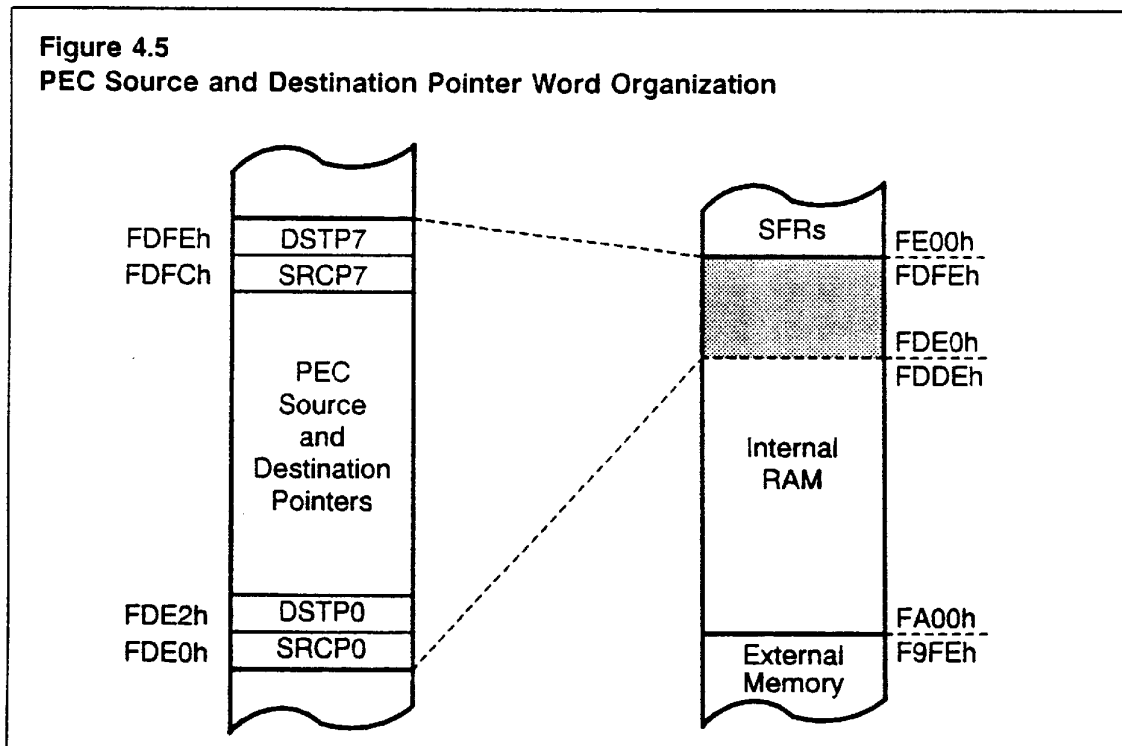 Figure 4.5
PEC Source and Destination Pointer Word Organization
FDFEh
DSTP7
FDFCh
SRCP7
PEC
Source
and
Destination
Pointers
FDE2h
DSTP0
FDE0h
SRCP0
SFRs
FE00h
FDFEh
FDE0h
FDDEh
Internal
RAM
FA00h
F9FEh
External
Memory